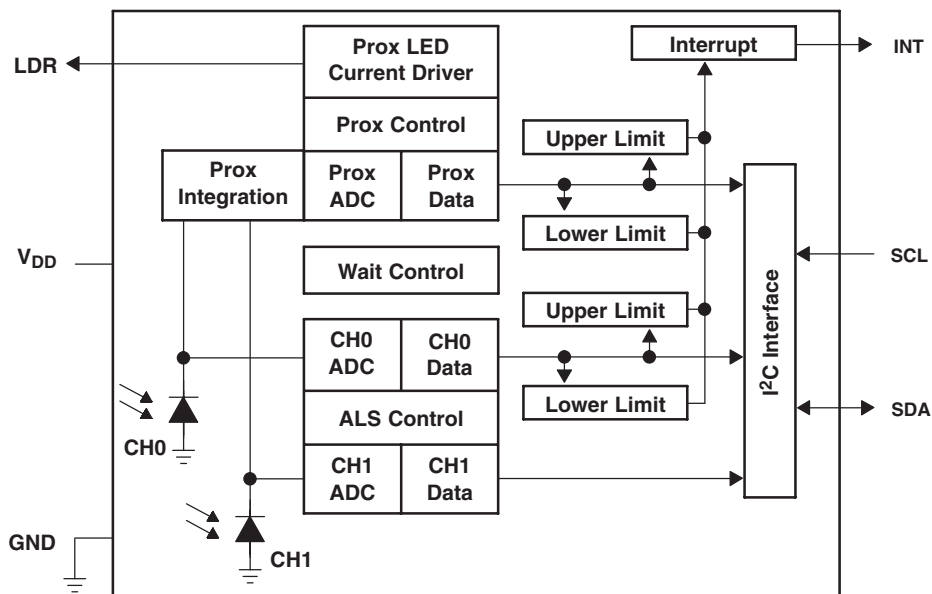 Prox LED
Current Driver
Interrupt
INT
LDR
Prox Control
Upper Limit
Prox
Integration
Prox
ADC
Prox
Data
Lower Limit
VDD
Wait Control
SCL
Upper Limit
CH0
ADC
CH0
Data
I2C Interface
Lower Limit
SDA
ALS Control
CH0
CH1
ADC
CH1
Data
GND
CH1